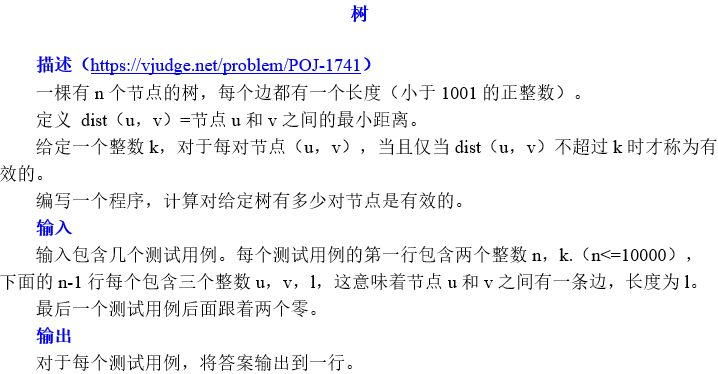 树
描述（https://vjudge.net/problem/POJ-1741）
一棵有 n 个节点的树，每个边都有一个长度（小于 1001 的正整数）。
定义 dist（u，v）=节点 u 和 v 之间的最小距离。
给定一个整数 k，对于每对节点（u，v），当且仅当 dist（u，v）不超过 k 时才称为有
效的。
编写一个程序，计算对给定树有多少对节点是有效的。
输入
输入包含几个测试用例。每个测试用例的第一行包含两个整数 n，k.（n<=10000），
下面的 n-1 行每个包含三个整数 u，v，l，这意味着节点 u 和 v 之间有一条边，长度为 l。
最后一个测试用例后面跟着两个零。
输出
对于每个测试用例，将答案输出到一行。